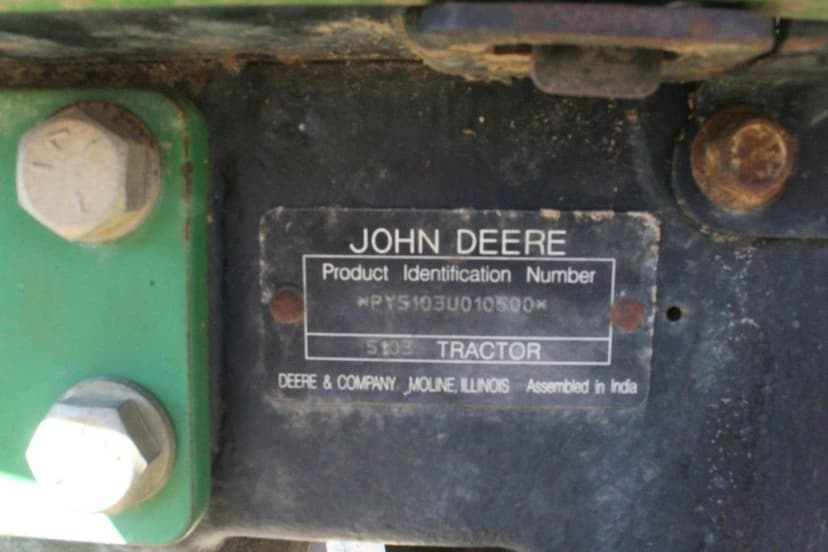 JOHN DEERE
Product Identification Number
*PY5103U010500*
5103 TRACTOR
DEERE & COMPANY MOLINE, ILLINOIS Assembled in India